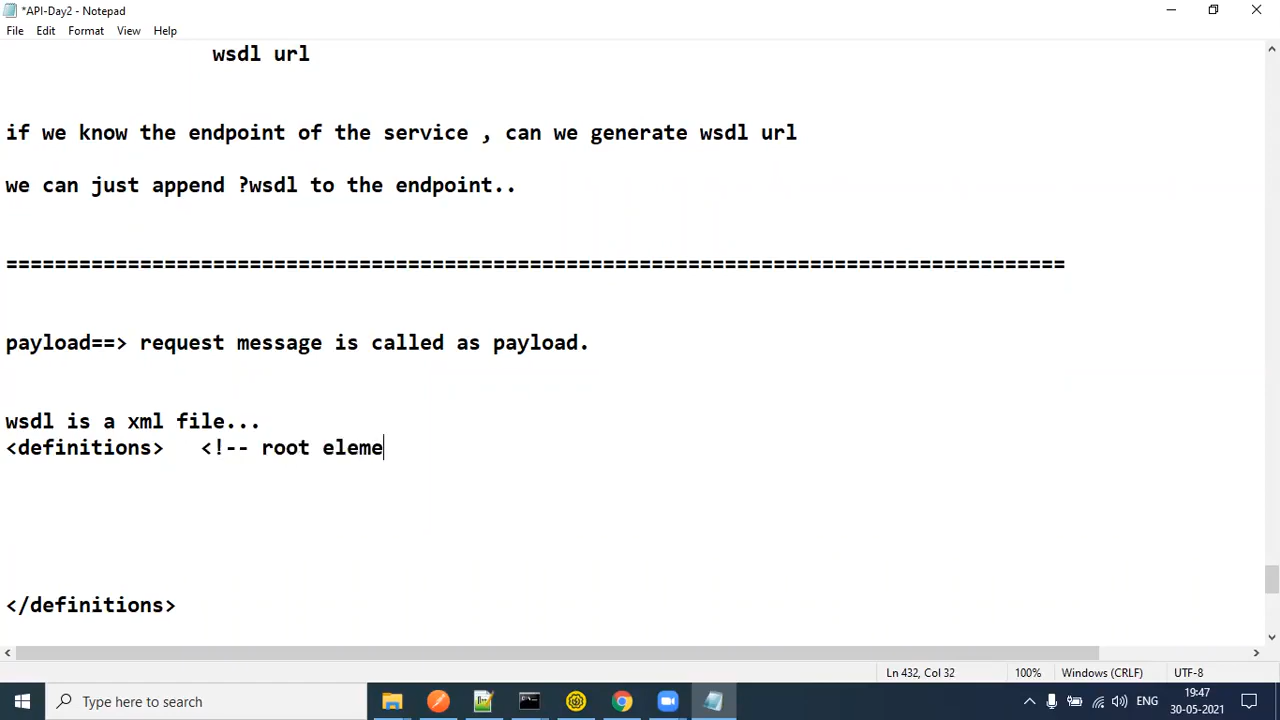 *API-Day2 - Notepad
File Edit Format View Help
wsdl url
if we know the endpoint of the service , can we generate wsdl url
we can just append ?wsdl to the endpoint..
=======================================================================================
payload==> request message is called as payload.
wsdl is a xml file...
<definitions>   <!-- root eleme
</definitions>
Ln 432, Col 32 100% Windows (CRLF) UTF-8
Type here to search
ENG
19:47
30-05-2021